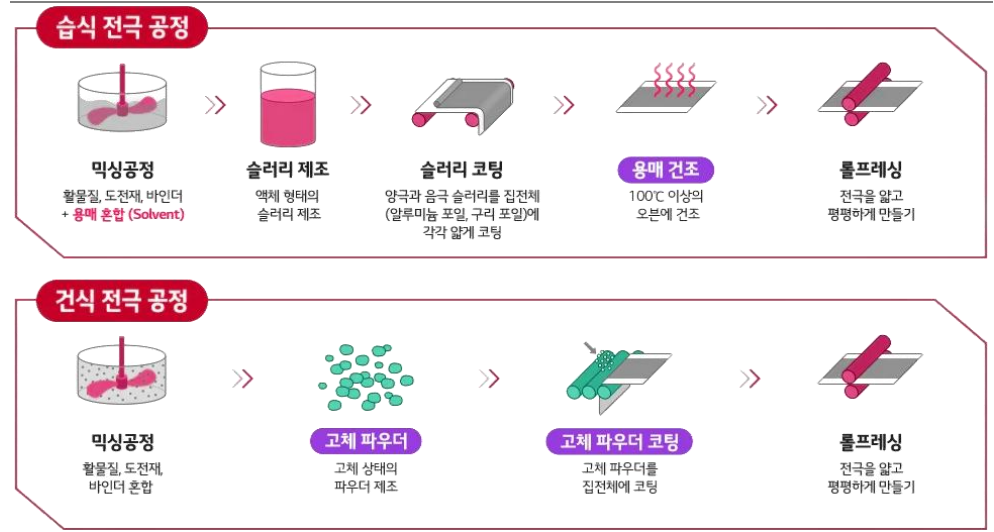 습식 전극 공정
믹싱공정
활물질, 도전재, 바인더
+ 용매 혼합 (Solvent)
슬러리 제조
액체 형태의
슬러리 제조
슬러리 코팅
양극과 음극 슬러리를 집전체
(알루미늄 포일, 구리 포일)에
각각 얇게 코팅
용매 건조
100℃ 이상의
오븐에 건조
롤프레싱
전극을 얇고
평평하게 만들기
건식 전극 공정
믹싱공정
활물질, 도전재,
바인더 혼합
고체 파우더
고체 상태의
파우더 제조
고체 파우더 코팅
고체 파우더를
집전체에 코팅
롤프레싱
전극을 얇고
평평하게 만들기